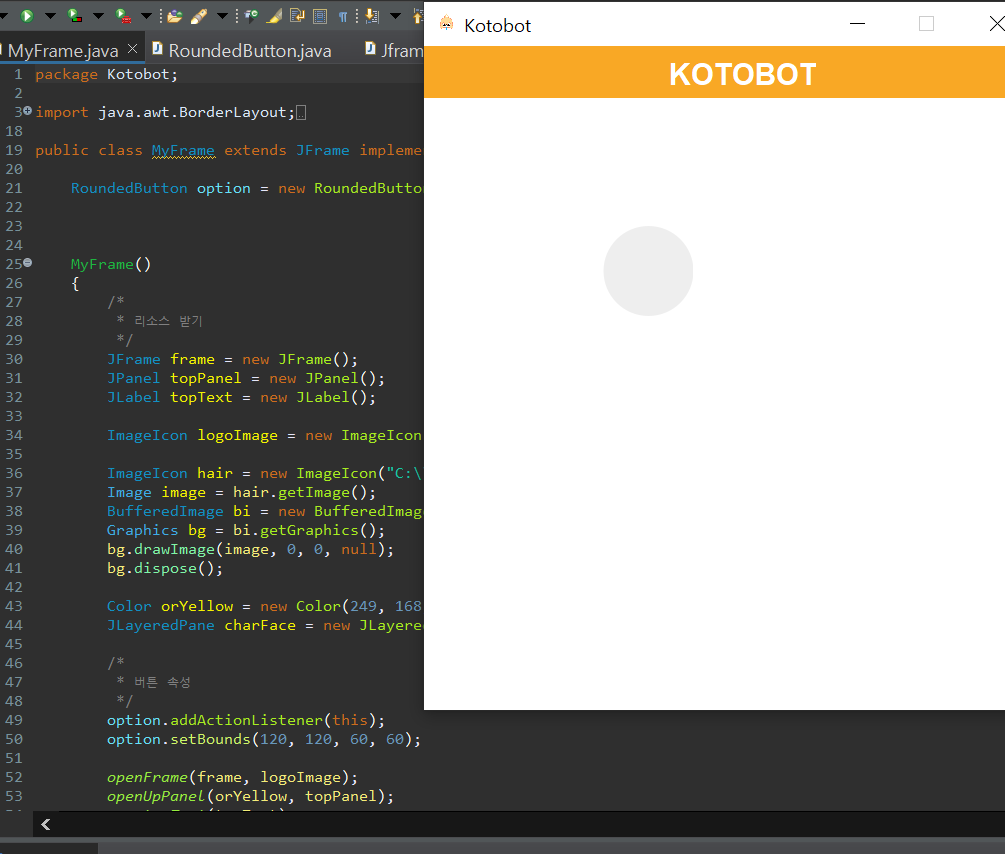 MyFrame.java
RoundedButton.java
Jfram
Kotobot
KOTOBOT
1 package Kotobot;
2
3 import java.awt.BorderLayout;
18
19 public class MyFrame extends JFrame impleme
20
21 RoundedButton option = new RoundedButto
22
23
24
25 MyFrame()
26 {
27 /*
28 * 리소스 받기
29 */
30 JFrame frame = new JFrame();
31 JPanel topPanel = new JPanel();
32 JLabel topText = new JLabel();
33
34 ImageIcon logoImage = new ImageIcon
35
36 ImageIcon hair = new ImageIcon("C:\
37 Image image = hair.getImage();
38 BufferedImage bi = new BufferedImag
39 Graphics bg = bi.getGraphics();
40 bg.drawImage(image, 0, 0, null);
41 bg.dispose();
42
43 Color orYellow = new Color(249, 168
44 JLayeredPane charFace = new JLayere
45
46 /*
47 * 버튼 속성
48 */
49 option.addActionListener(this);
50 option.setBounds(120, 120, 60, 60);
51
52 openFrame(frame, logoImage);
53 openUpPanel(orYellow, topPanel);